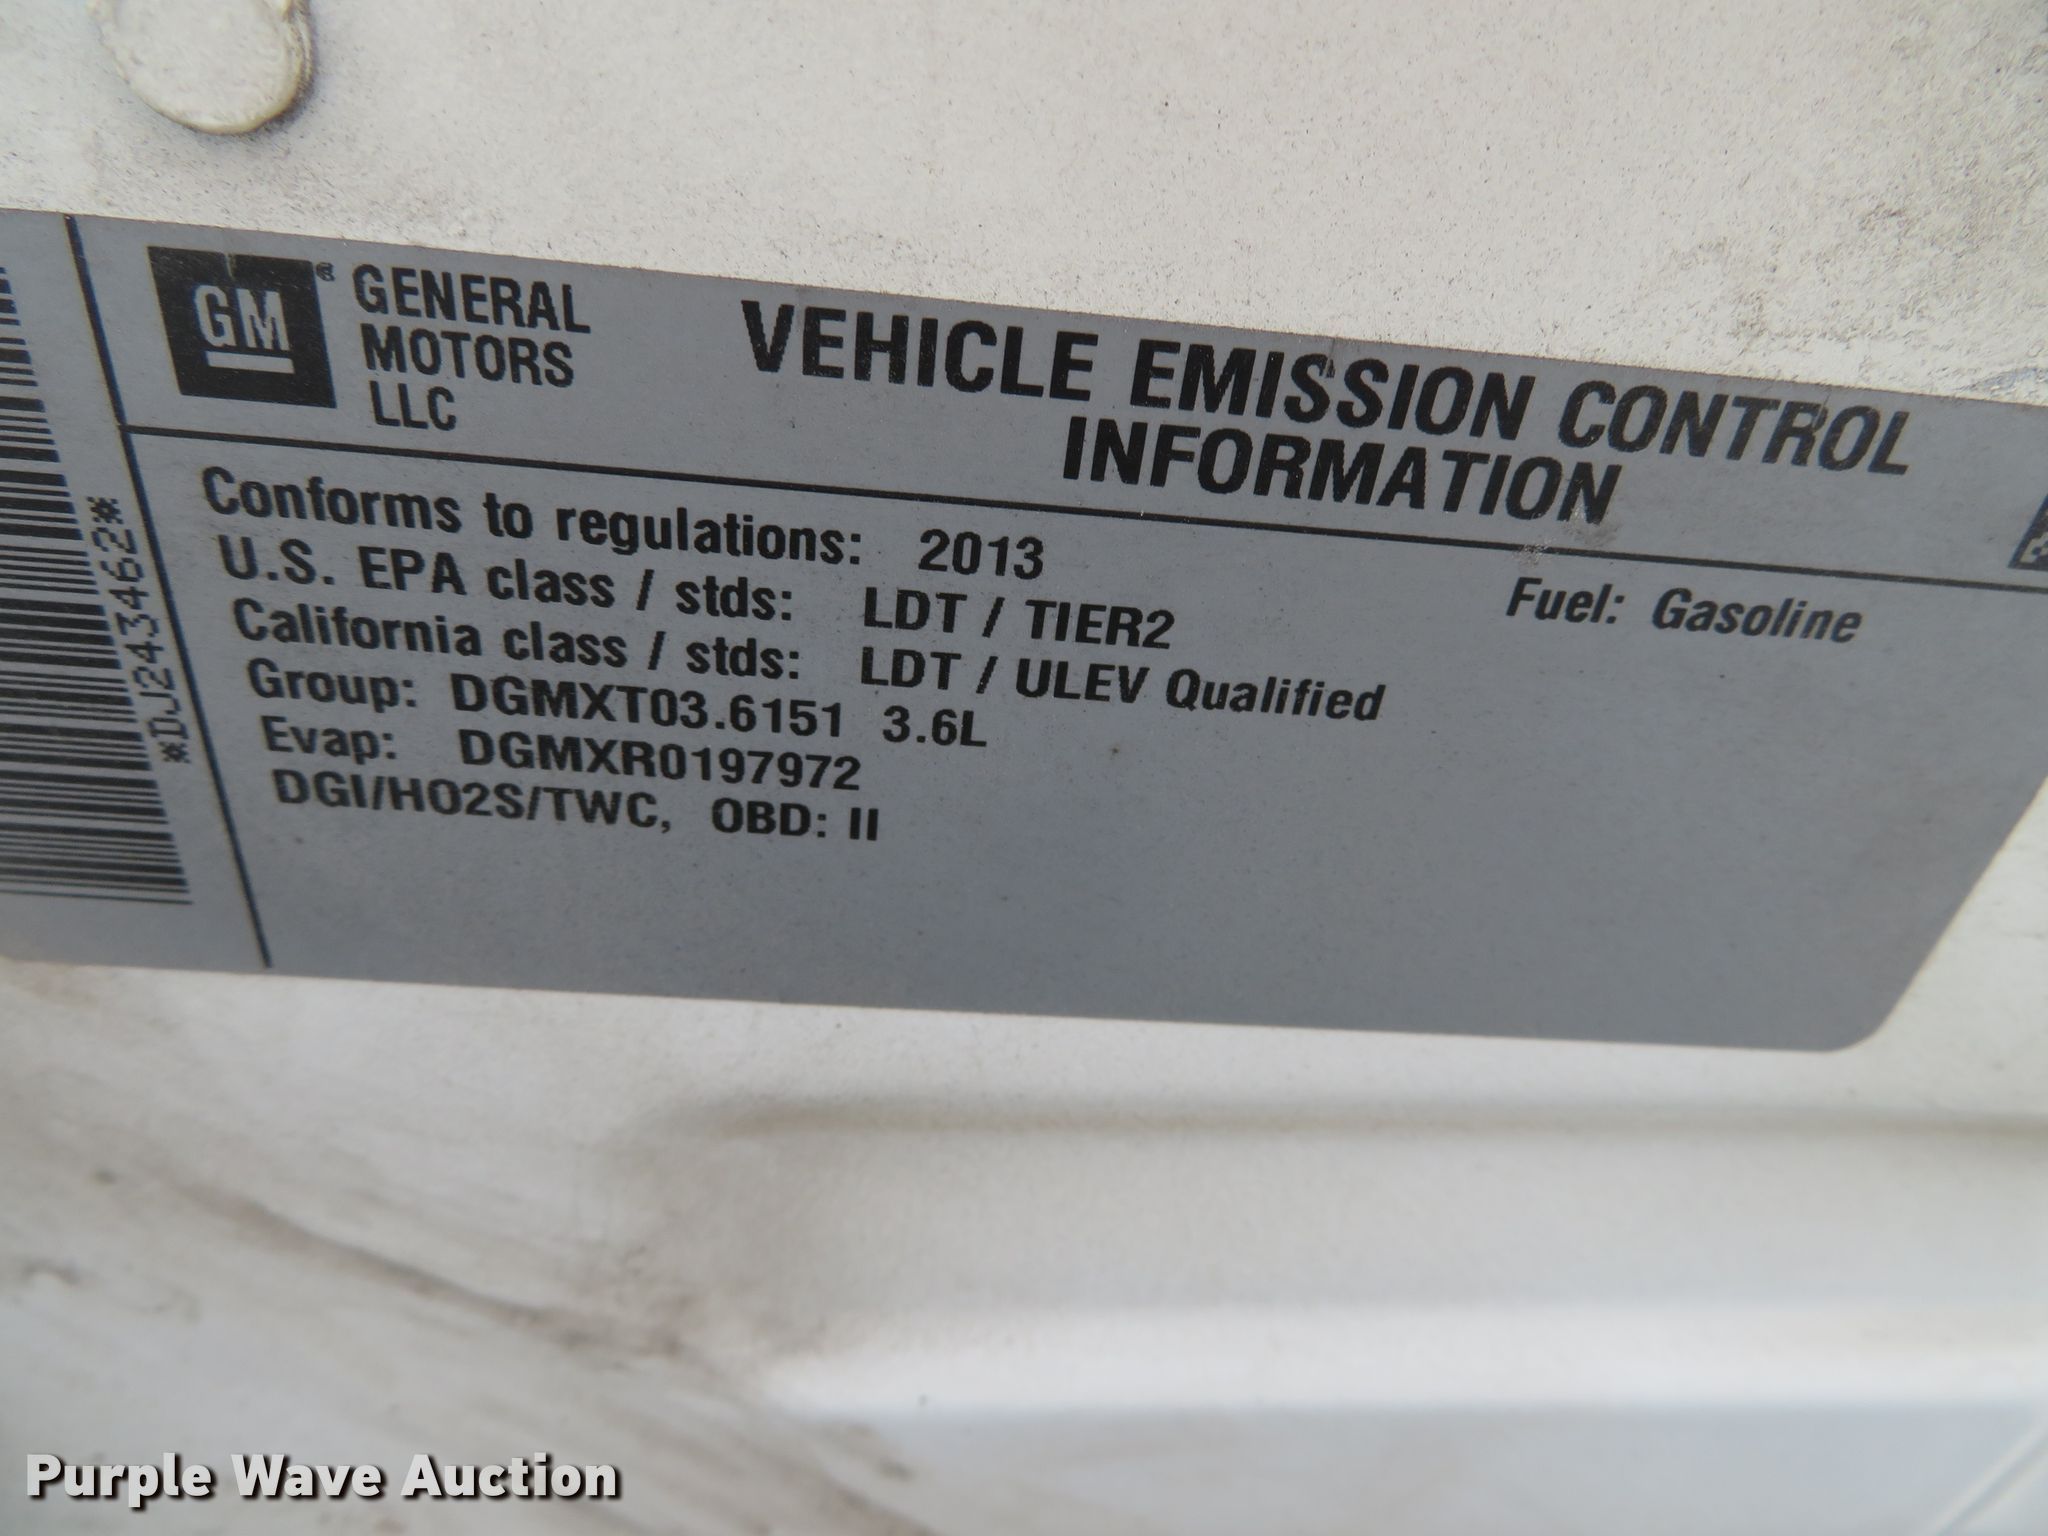 GM® GENERAL
MOTORS
LLC
VEHICLE EMISSION CONTROL
INFORMATION
Conforms to regulations: 2013
Fuel: Gasoline
U.S. EPA class / stds: LDT / TIER2
California class / stds: LDT / ULEV Qualified
Group: DGMXT03.6151 3.6L
Evap: DGMXR0197972
DGI/HO2S/TWC, OBD: II
*DJ2434462*
Purple Wave Auction